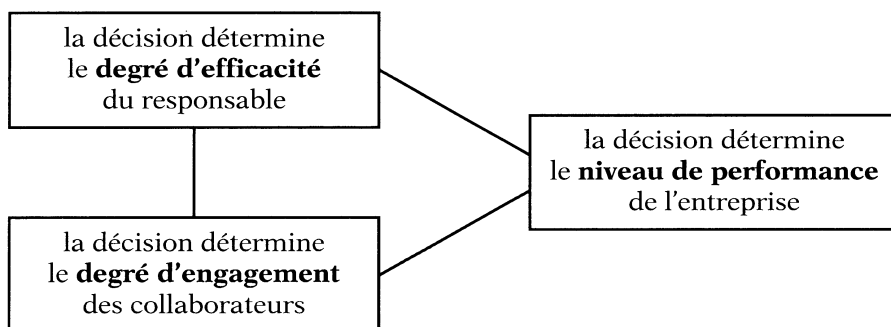 la décision détermine
le degré d'efficacité
du responsable
la décision détermine
le niveau de performance
de l'entreprise
la décision détermine
le degré d'engagement
des collaborateurs